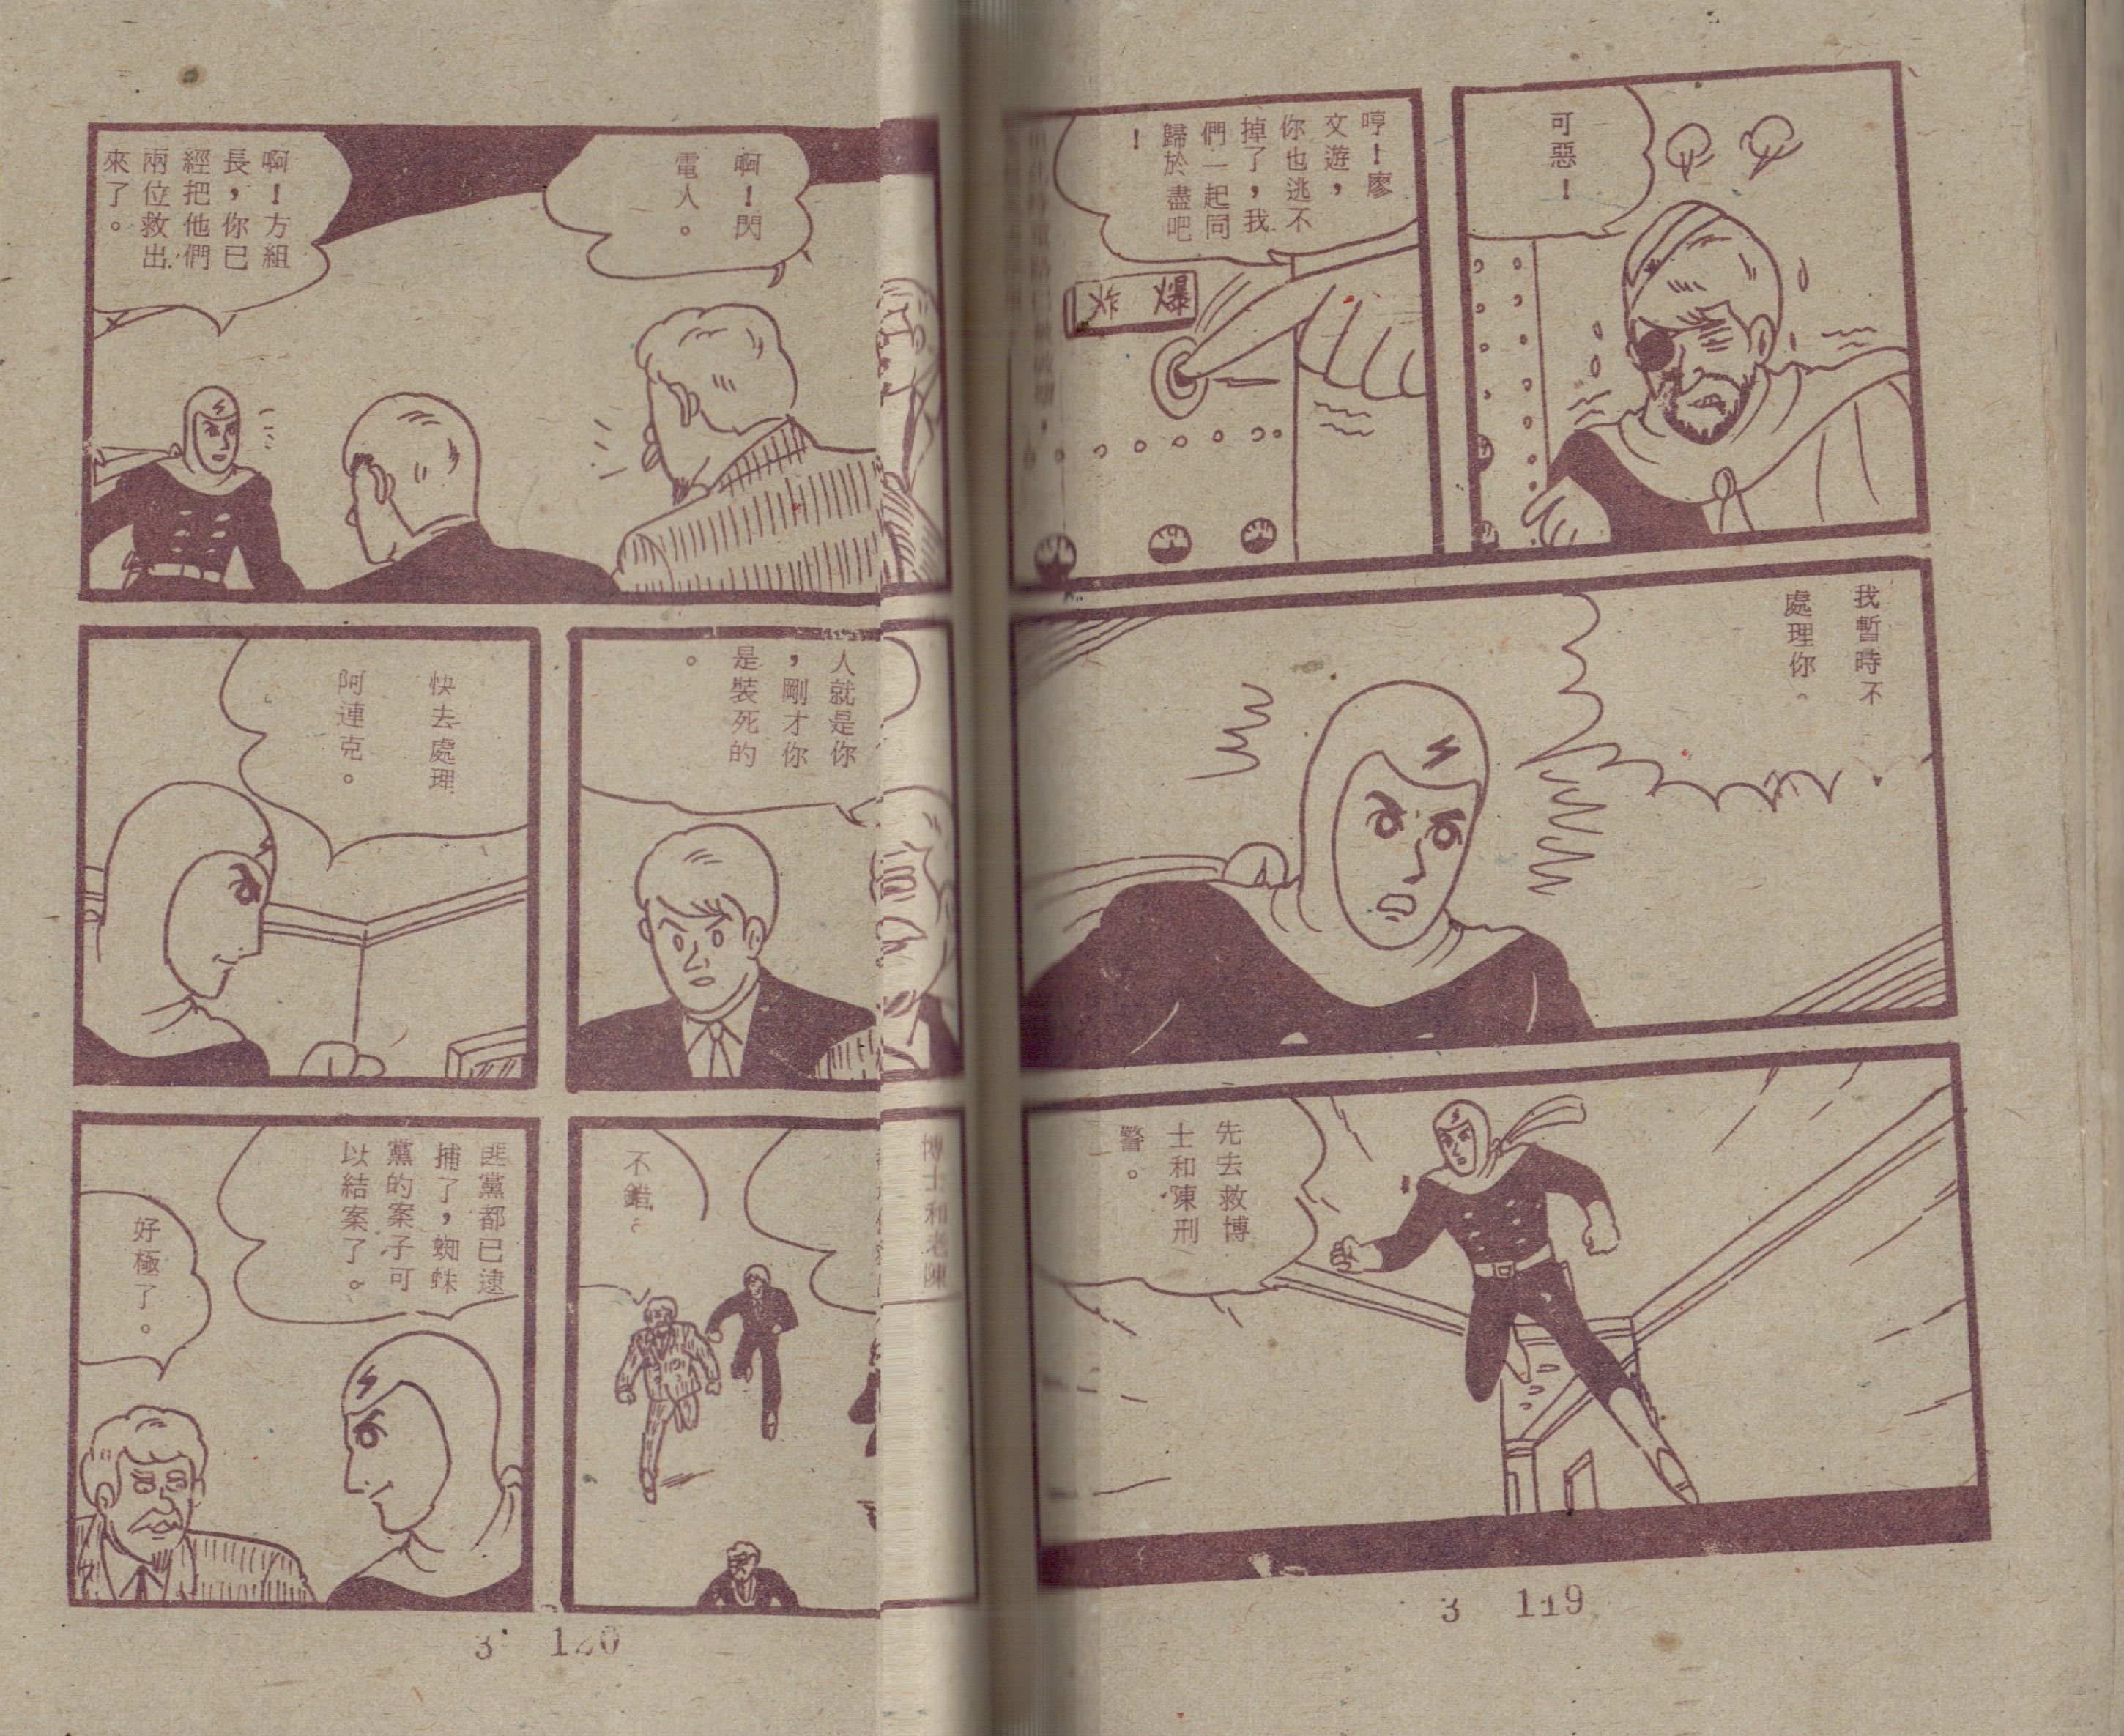 可惡！
哼！廖
文遊，
你也逃不
掉了，我
們一起同
歸於盡吧
！
爆炸
我暫時不
處理你。
先去救博
士和陳刑
警。
3 119
啊！閃
電人。
啊！方組
長，你已
經把他們
兩位救出
來了。
人就是你
，剛才你
是裝死的
。
快去處理
阿連克。
博士和老陳
不錯。
匪黨都已逮
捕了，蜘蛛
黨的案子可
以結案了。
好極了。
3 120